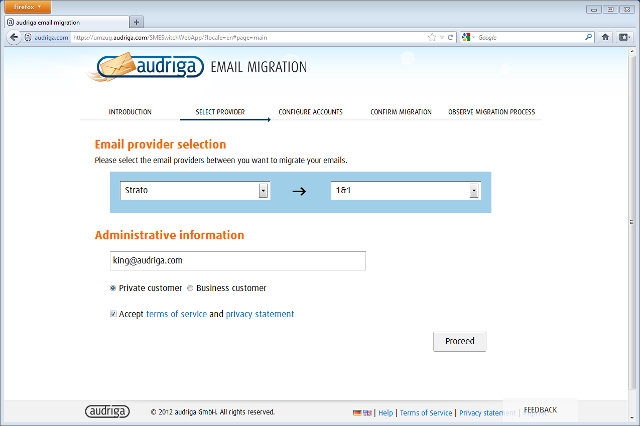 firefox
audriga email migration
audriga.com https://umzug.audriga.com/SMESwitchWebApp/?locale=en#page=main
Google
audriga EMAIL MIGRATION
INTRODUCTION SELECT PROVIDER CONFIGURE ACCOUNTS CONFIRM MIGRATION OBSERVE MIGRATION PROCESS
Email provider selection
Please select the email providers between you want to migrate your emails.
Strato → 1&1
Administrative information
king@audriga.com
Private customer Business customer
Accept terms of service and privacy statement
Proceed
audriga © 2012 audriga GmbH. All rights reserved. | Help | Terms of Service | Privacy statement
FEEDBACK